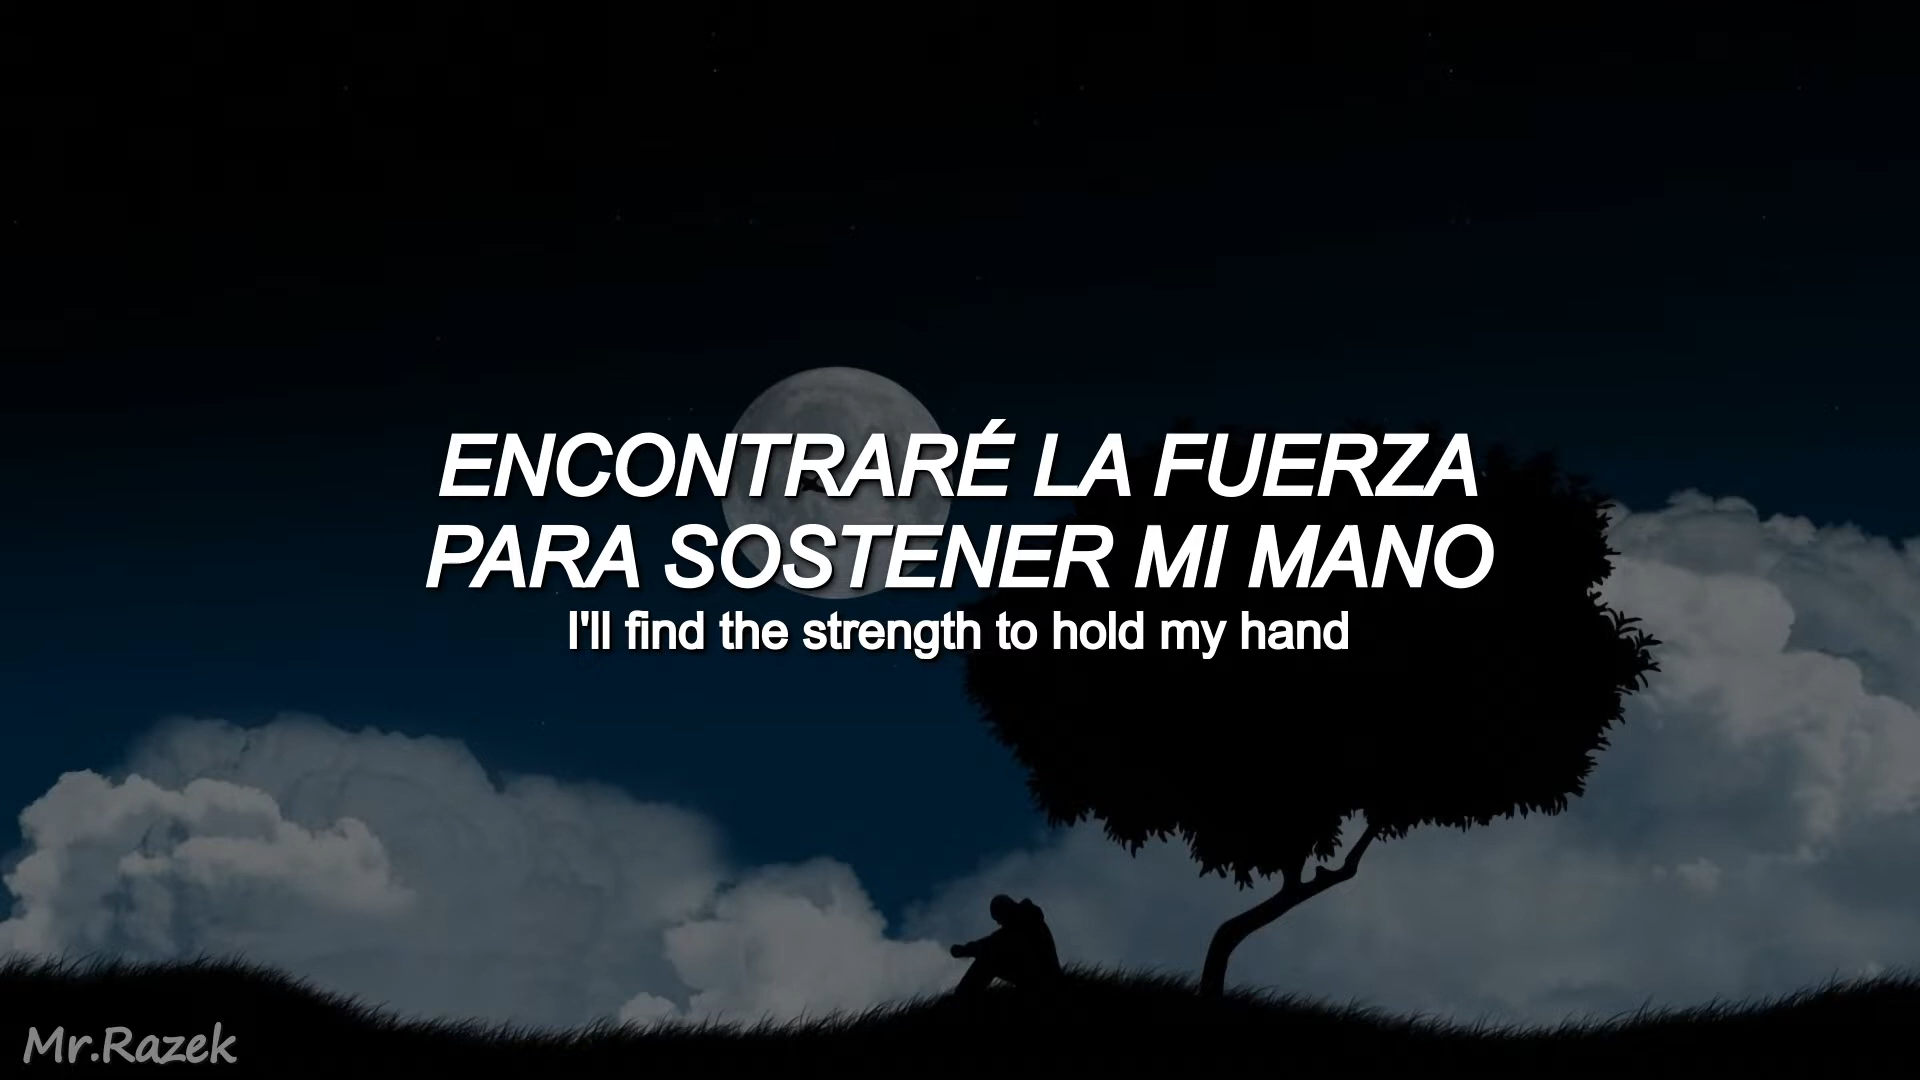 ENCONTRARÉ LA FUERZA
PARA SOSTENER MI MANO
I'll find the strength to hold my hand
Mr.Razek